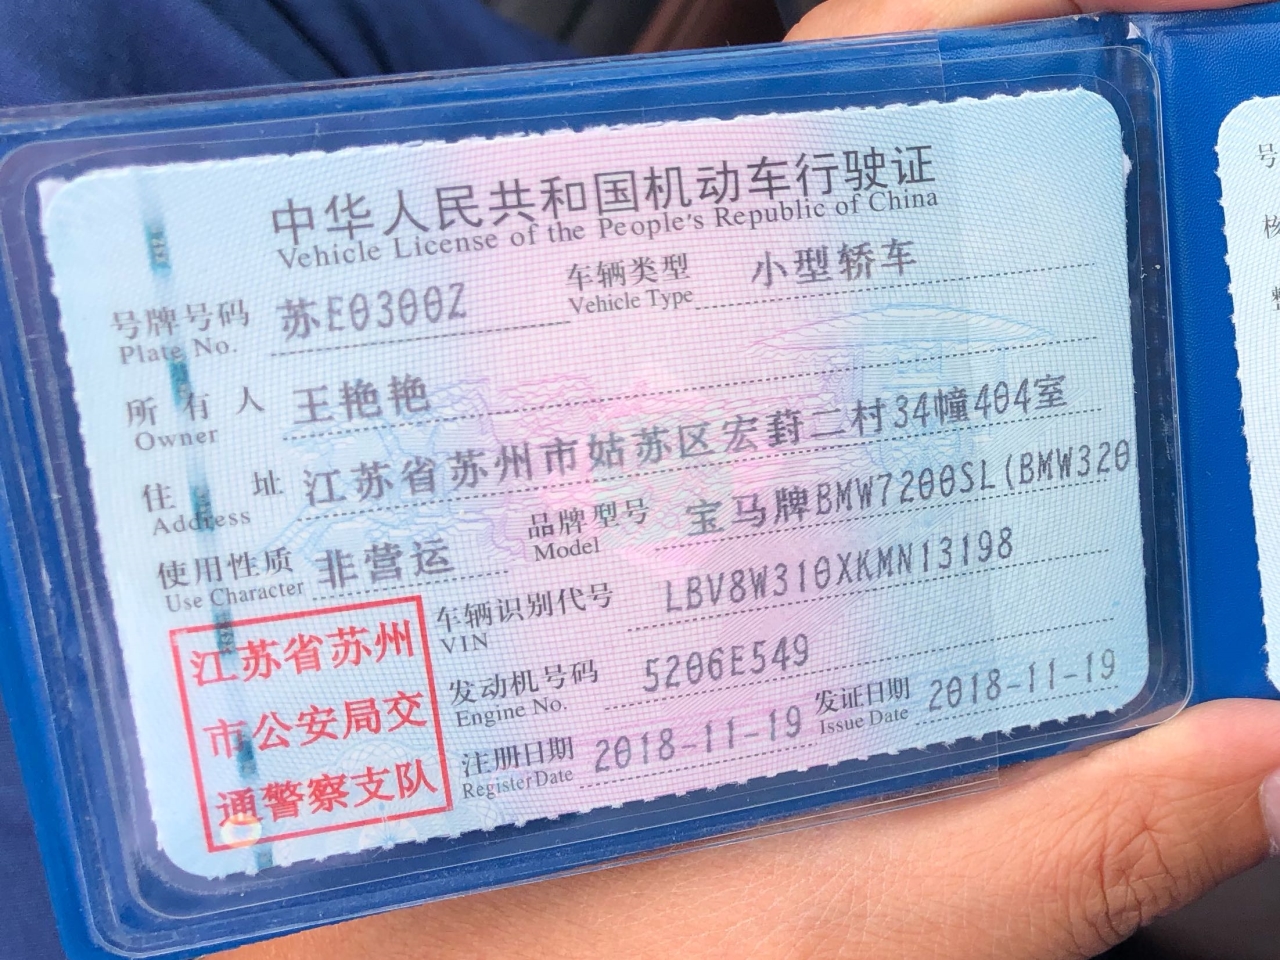 中华人民共和国机动车行驶证
Vehicle License of the People's Republic of China
号牌号码 苏E0300Z 车辆类型 小型轿车
Plate No. Vehicle Type
所有人 王艳艳
Owner
住址 江苏省苏州市姑苏区宏葑二村34幢404室
Address
使用性质 非营运 品牌型号 宝马牌BMW7200SL(BMW320
Use Character Model
车辆识别代号 LBV8W310XKMN13198
VIN
发动机号码 5206E549
Engine No.
注册日期 2018-11-19 发证日期 2018-11-19
Register Date Issue Date
江苏省苏州
市公安局交
通警察支队
号
核
整